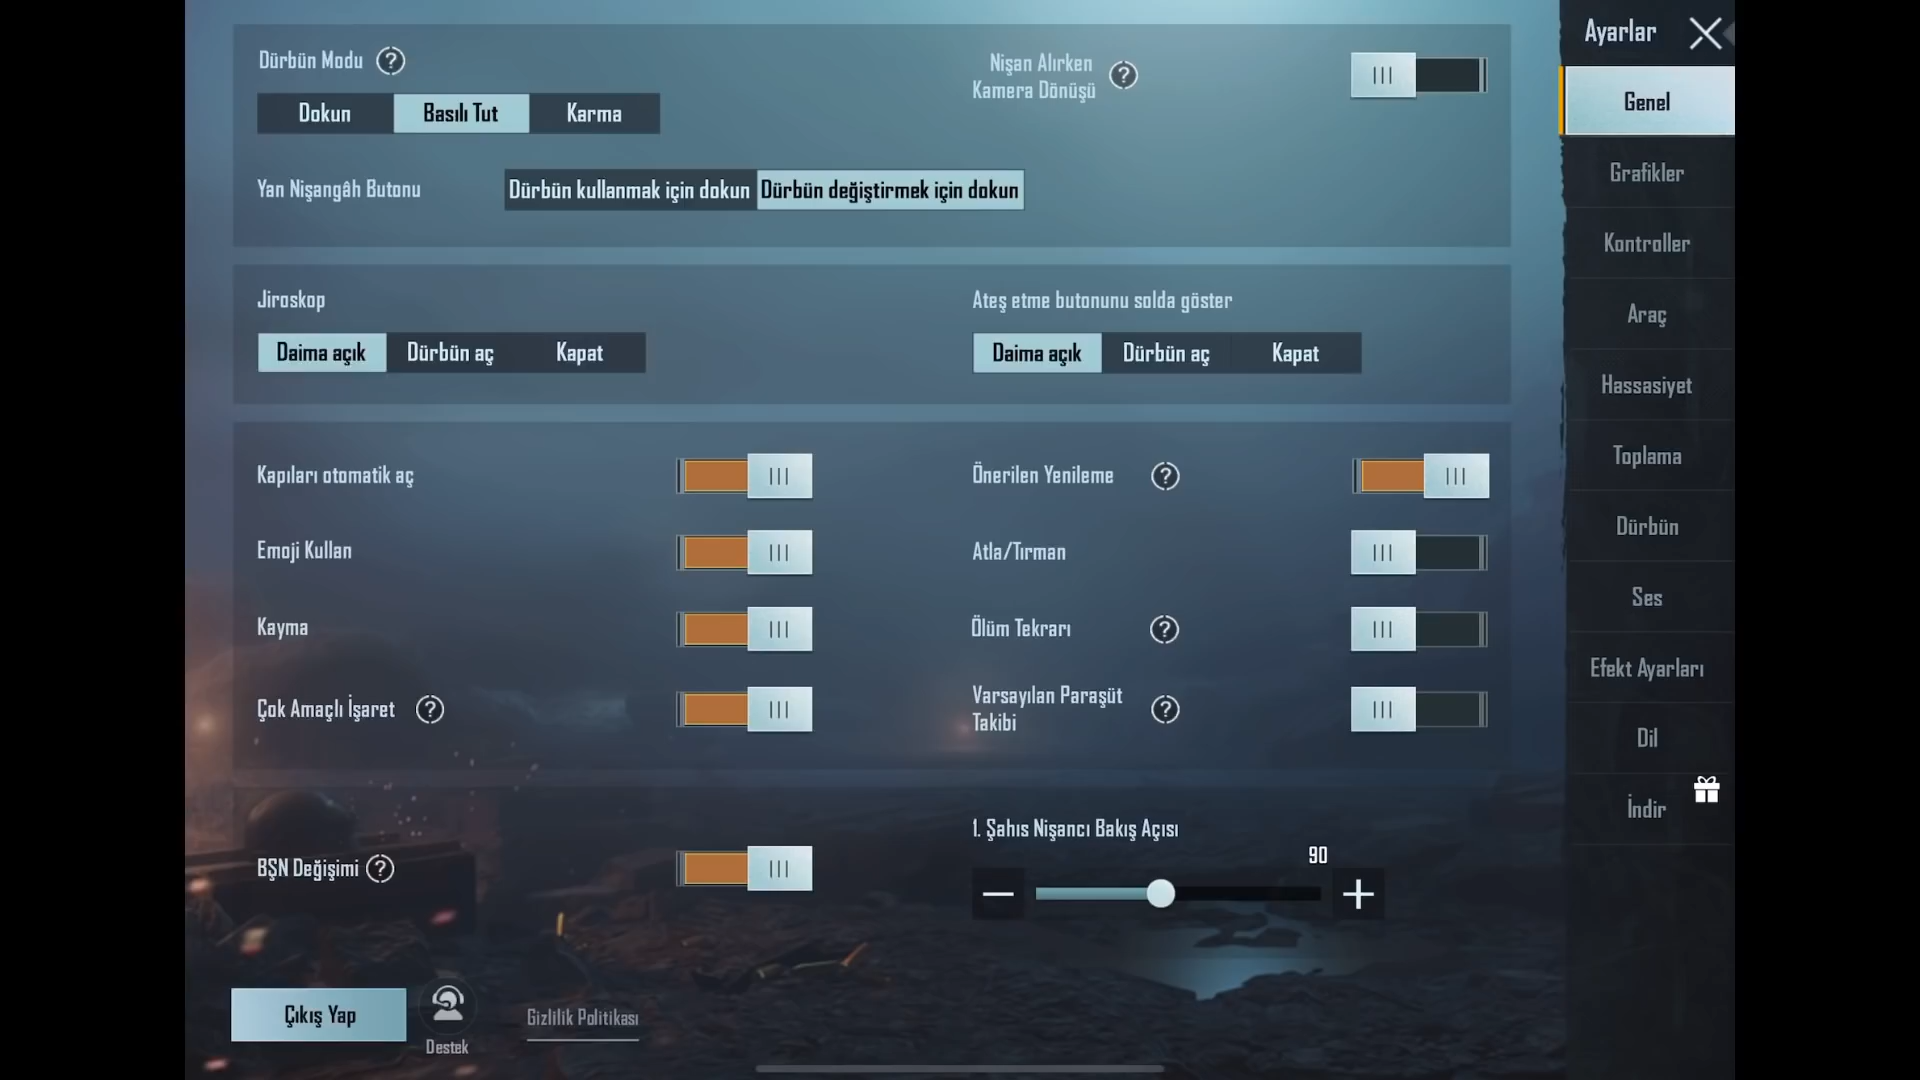 Dürbün Modu ?
Dokun Basılı Tut Karma
Nişan Alırken
Kamera Dönüşü ?
Yan Nişangâh Butonu Dürbün kullanmak için dokun Dürbün değiştirmek için dokun
Jiroskop
Daima açık Dürbün aç Kapat
Ateş etme butonunu solda göster
Daima açık Dürbün aç Kapat
Kapıları otomatik aç
Önerilen Yenileme ?
Emoji Kullan
Atla/Tırman
Kayma
Ölüm Tekrarı ?
Çok Amaçlı İşaret ?
Varsayılan Paraşüt
Takibi ?
BŞN Değişimi ?
1. Şahıs Nişancı Bakış Açısı
90
Çıkış Yap
Destek
Gizlilik Politikası
Ayarlar
Genel
Grafikler
Kontroller
Araç
Hassasiyet
Toplama
Dürbün
Ses
Efekt Ayarları
Dil
İndir